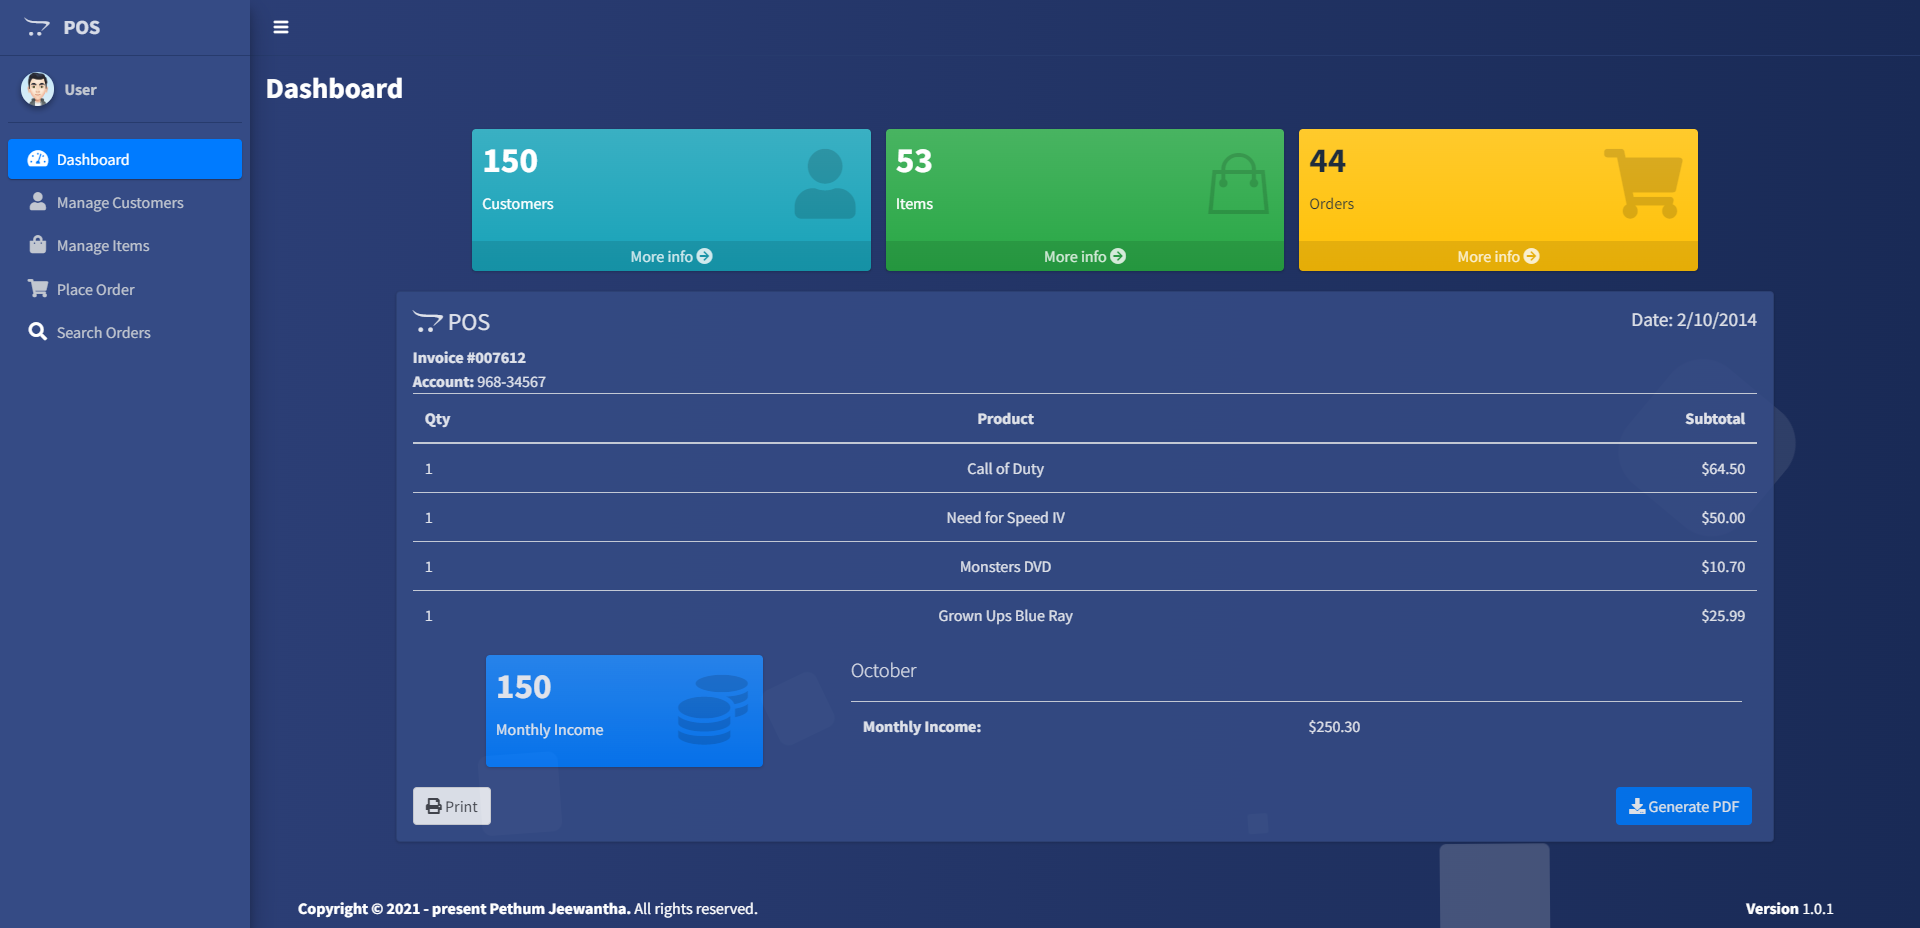 POS
User
Dashboard
Manage Customers
Manage Items
Place Order
Search Orders
Dashboard
150
Customers
More info
53
Items
More info
44
Orders
More info
POS
Date: 2/10/2014
Invoice #007612
Account: 968-34567
Qty Product Subtotal
1 Call of Duty $64.50
1 Need for Speed IV $50.00
1 Monsters DVD $10.70
1 Grown Ups Blue Ray $25.99
150
Monthly Income
October
Monthly Income: $250.30
Print
Generate PDF
Copyright © 2021 - present Pethum Jeewantha. All rights reserved.
Version 1.0.1